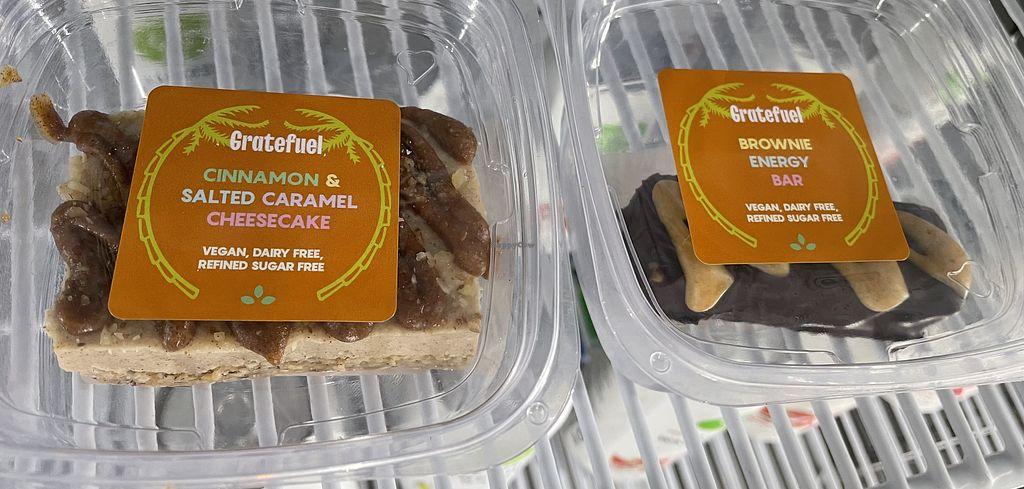 Gratefuel
CINNAMON &
SALTED CARAMEL
CHEESECAKE
VEGAN, DAIRY FREE,
REFINED SUGAR FREE
Gratefuel
BROWNIE
ENERGY
BAR
VEGAN, DAIRY FREE,
REFINED SUGAR FREE